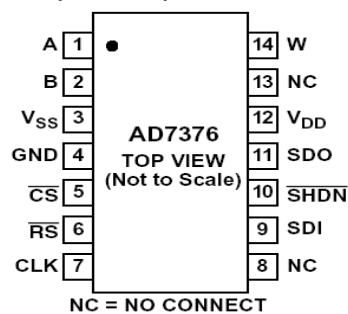 A 1 14 W
B 2 13 NC
VSS 3 12 VDD
AD7376
GND 4 TOP VIEW 11 SDO
(Not to Scale)
CS 5 10 SHDN
RS 6 9 SDI
CLK 7 8 NC
NC = NO CONNECT